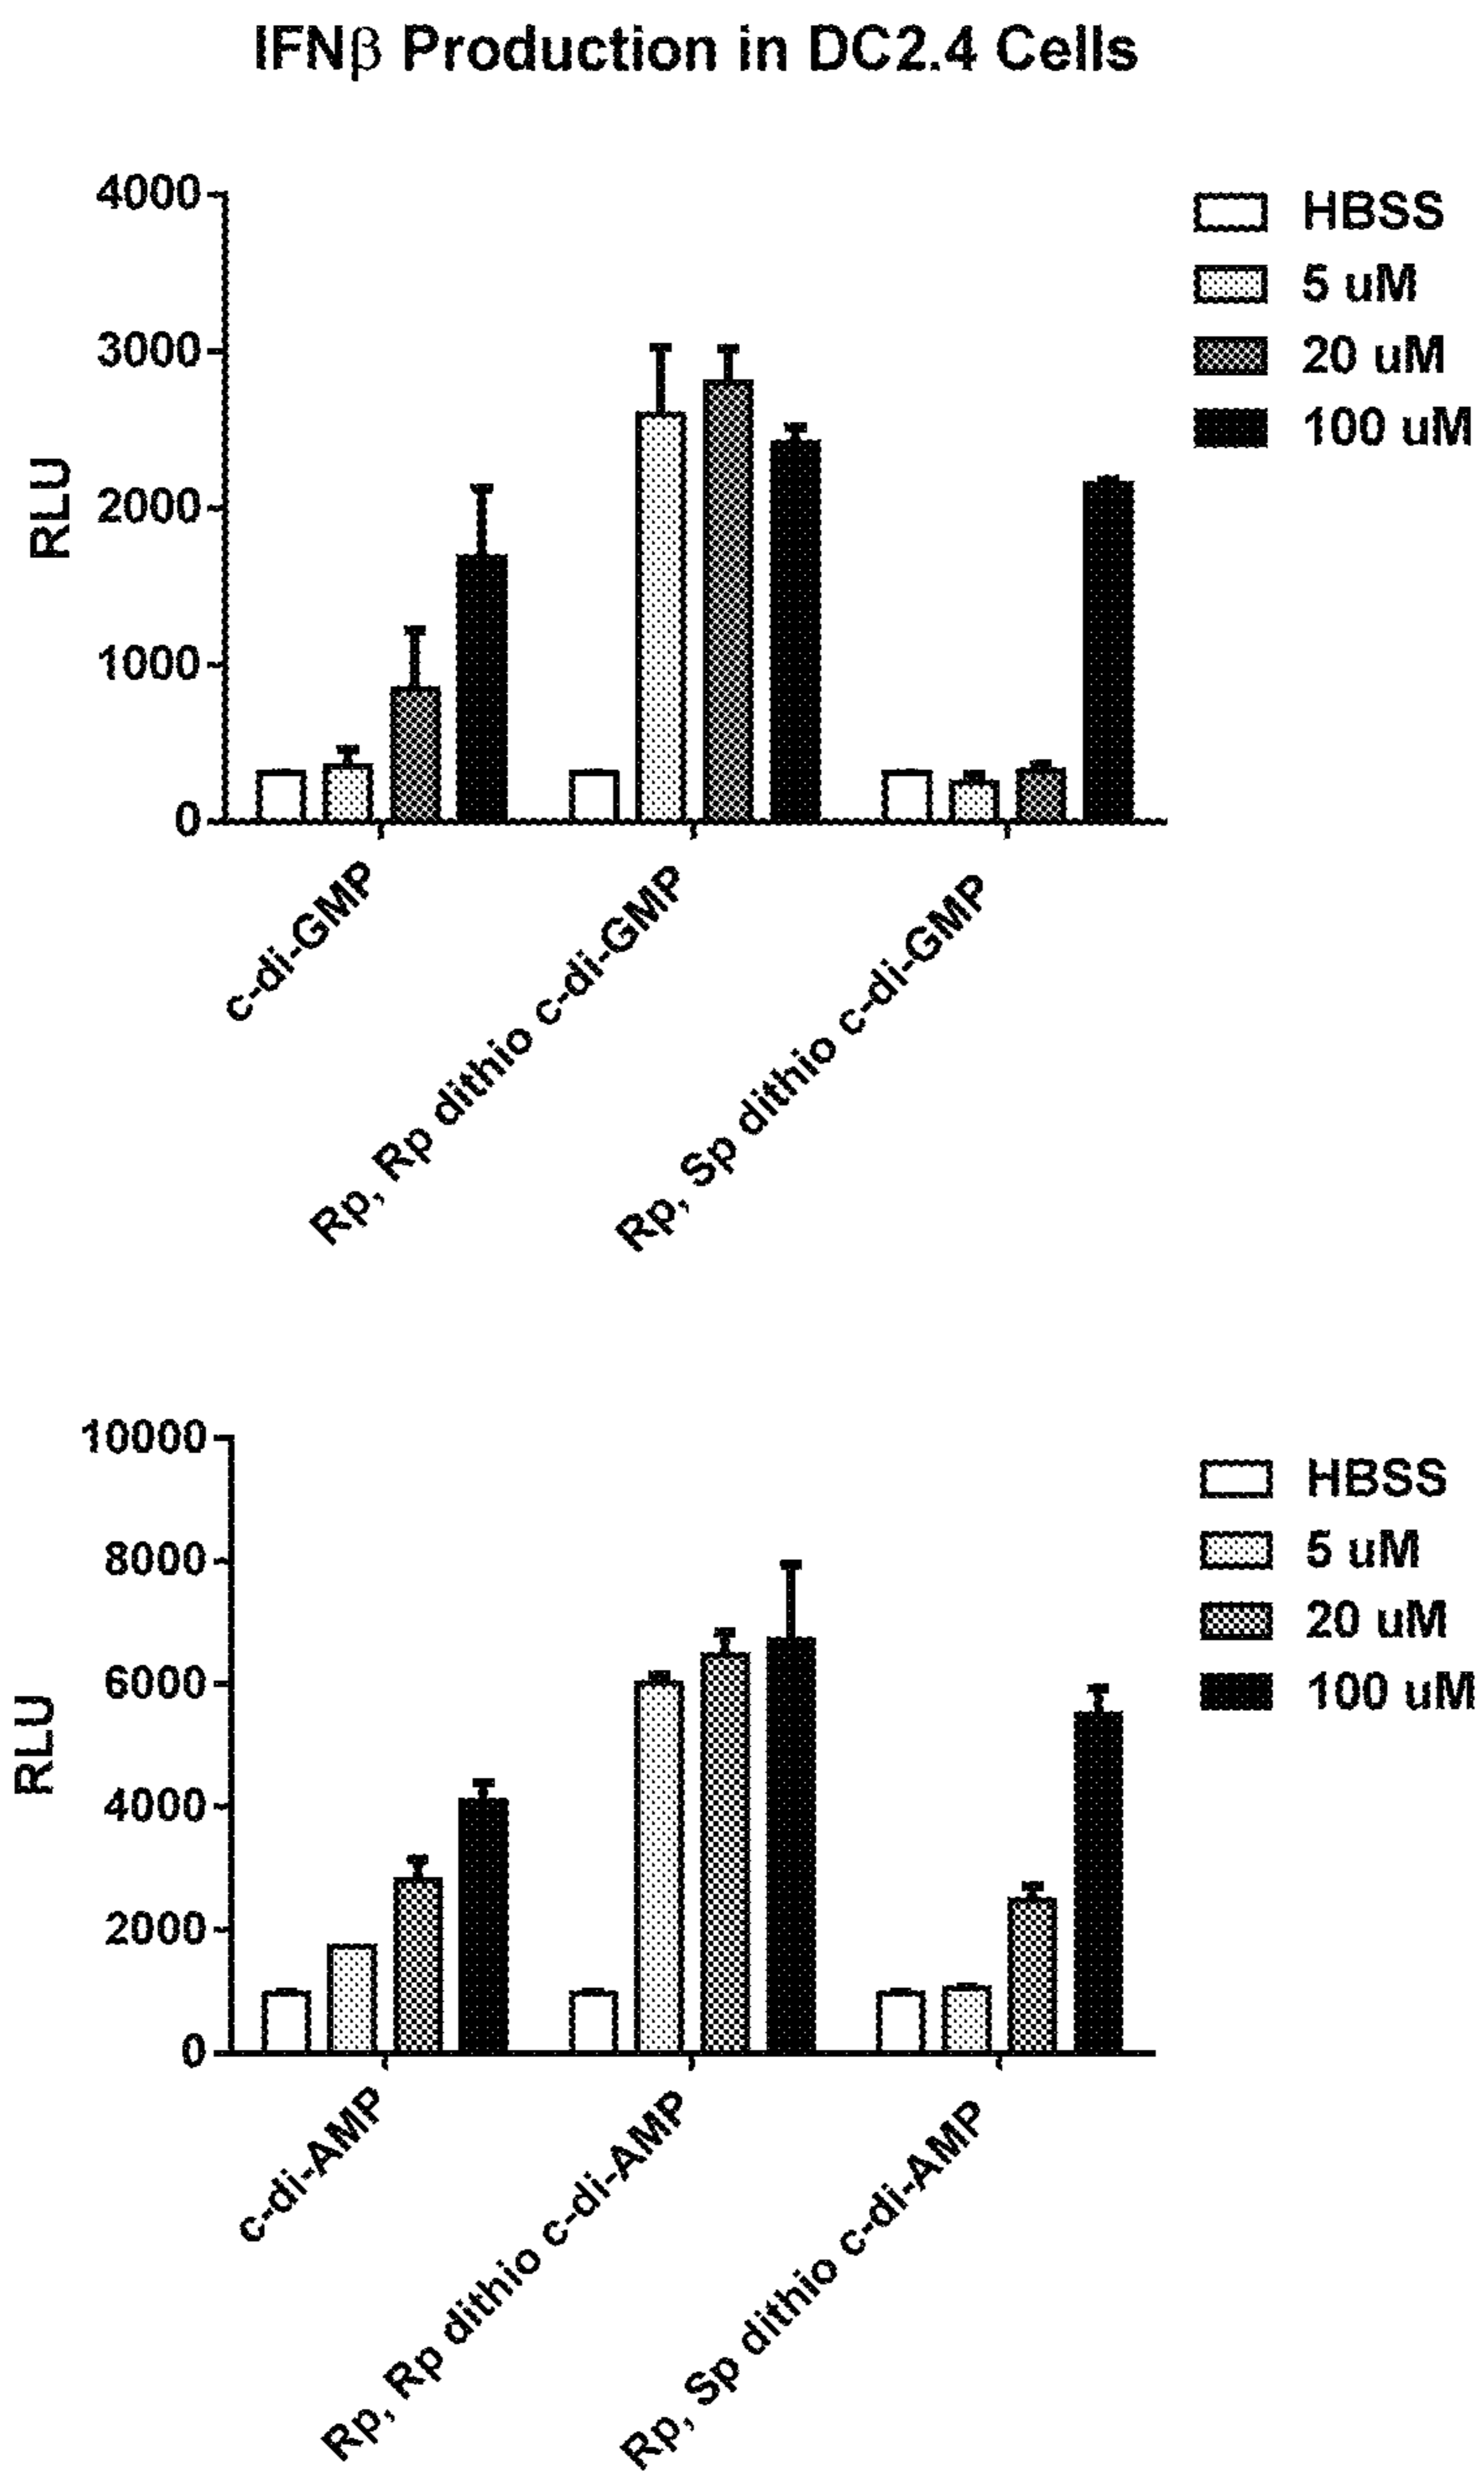 IFNβ Production in DC2.4 Cells
4000
3000
2000
1000
0
RLU
HBSS
5 uM
20 uM
100 uM
c-di-GMP
Rp, Rp dithio c-di-GMP
Rp, Sp dithio c-di-GMP
10000
8000
6000
4000
2000
0
RLU
HBSS
5 uM
20 uM
100 uM
c-di-AMP
Rp, Rp dithio c-di-AMP
Rp, Sp dithio c-di-AMP